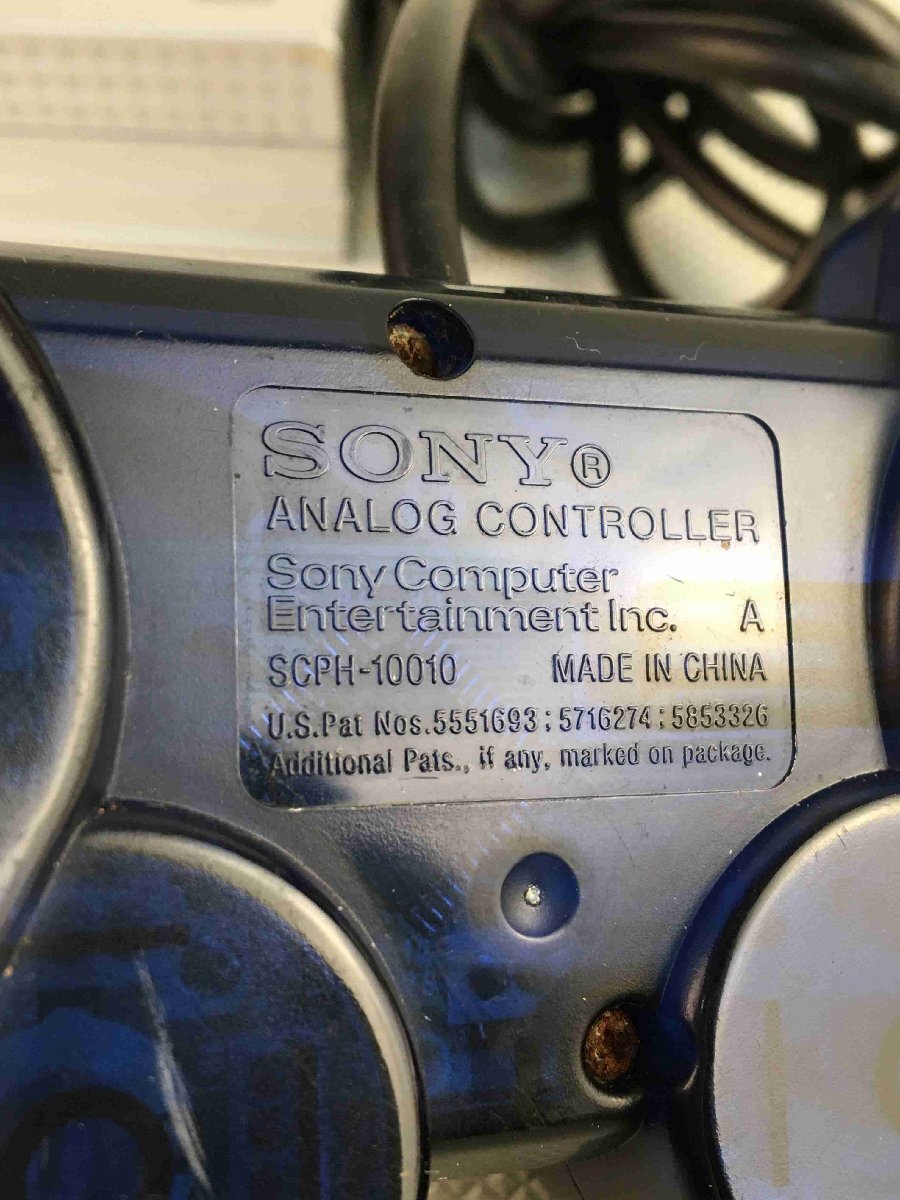 SONY®
ANALOG CONTROLLER
Sony Computer
Entertainment Inc. A
SCPH-10010 MADE IN CHINA
U.S.Pat Nos.5551693;5716274;5853326
Additional Pats., if any, marked on package.